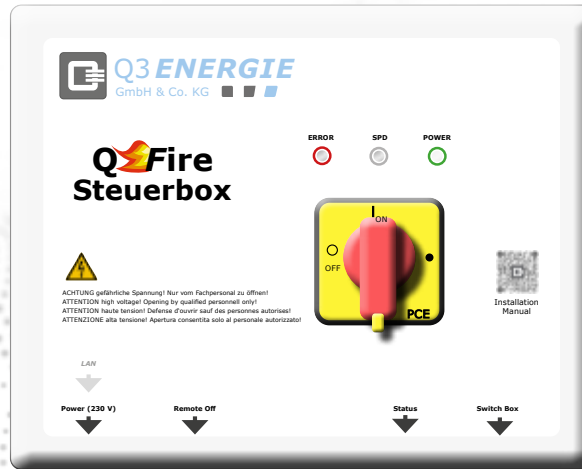 Q3 ENERGIE
GmbH & Co. KG
ERROR
SPD
POWER
Q Fire
Steuerbox
I
ON
OFF
PCE
ACHTUNG gefährliche Spannung! Nur vom Fachpersonal zu öffnen!
ATTENTION high voltage! Opening by qualified personnell only!
ATTENTION haute tension! Defense d'ouvrir sauf des personnes autorises!
ATTENZIONE alta tensione! Apertura consentita solo al personale autorizzato!
Installation
Manual
LAN
Power (230 V)
Remote Off
Status
Switch Box